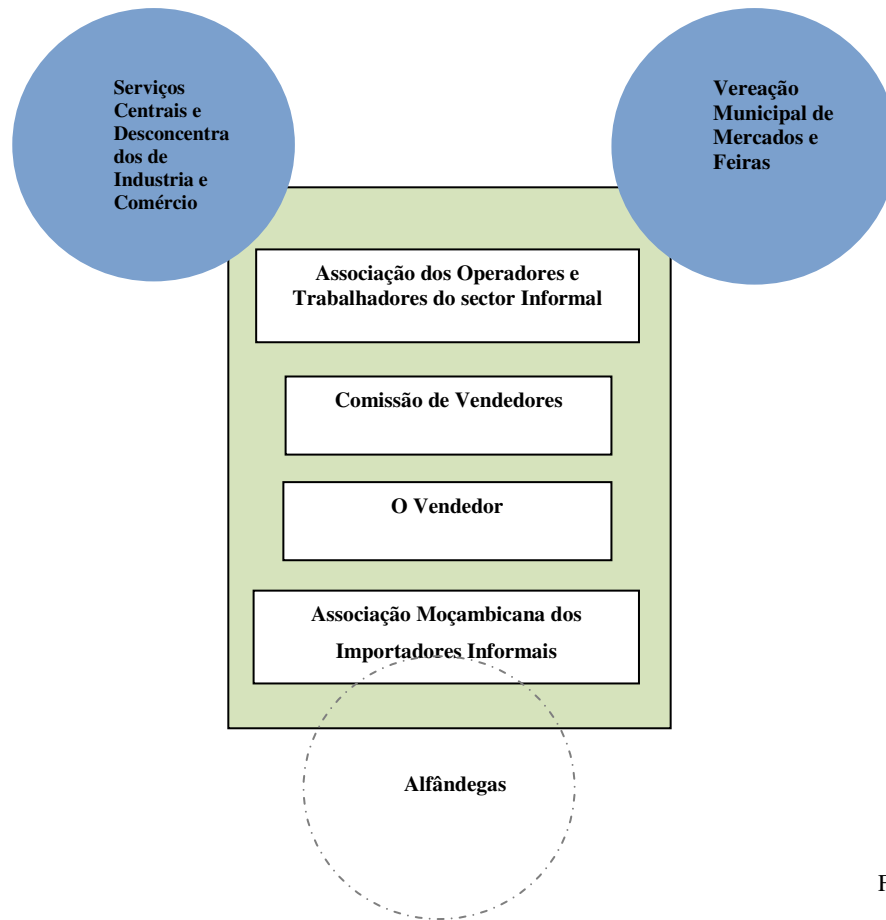 Serviços
Centrais e
Desconcentra
dos de
Industria e
Comércio
Vereação
Municipal de
Mercados e
Feiras
Associação dos Operadores e
Trabalhadores do sector Informal
Comissão de Vendedores
O Vendedor
Associação Moçambicana dos
Importadores Informais
Alfândegas